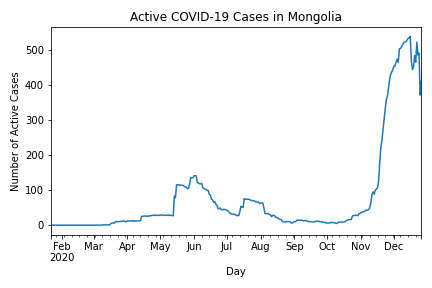 Active COVID-19 Cases in Mongolia
Number of Active Cases
500
400
300
200
100
0
Feb Mar Apr May Jun Jul Aug Sep Oct Nov Dec
2020
Day